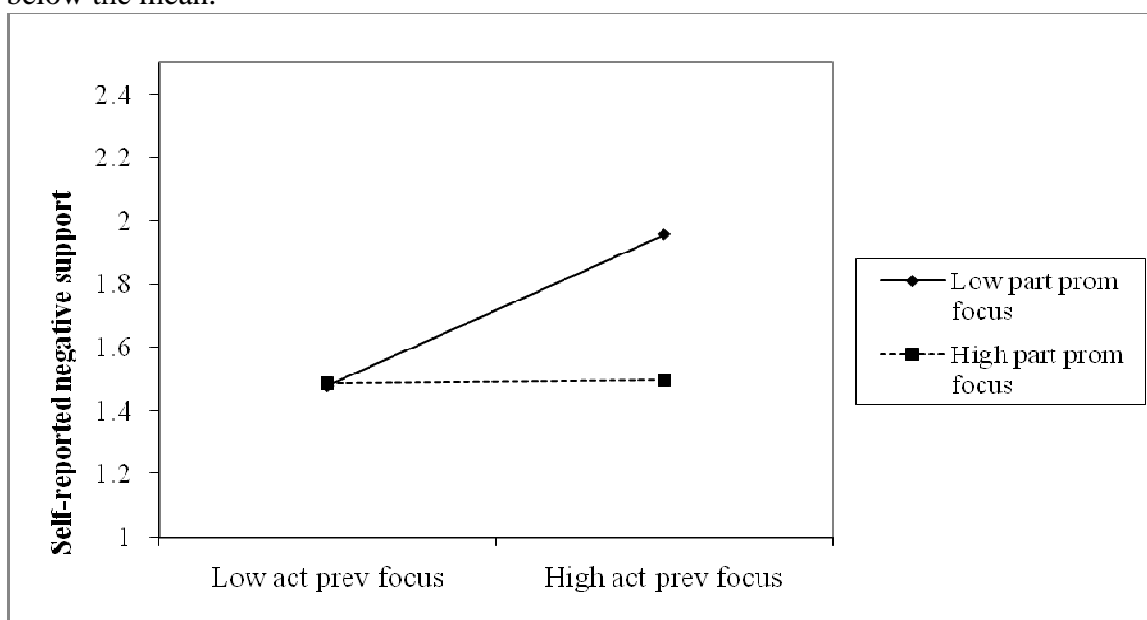 below the mean.
2.4
2.2
2
1.8
1.6
1.4
1.2
1
Self-reported negative support
Low act prev focus
High act prev focus
Low part prom
focus
High part prom
focus